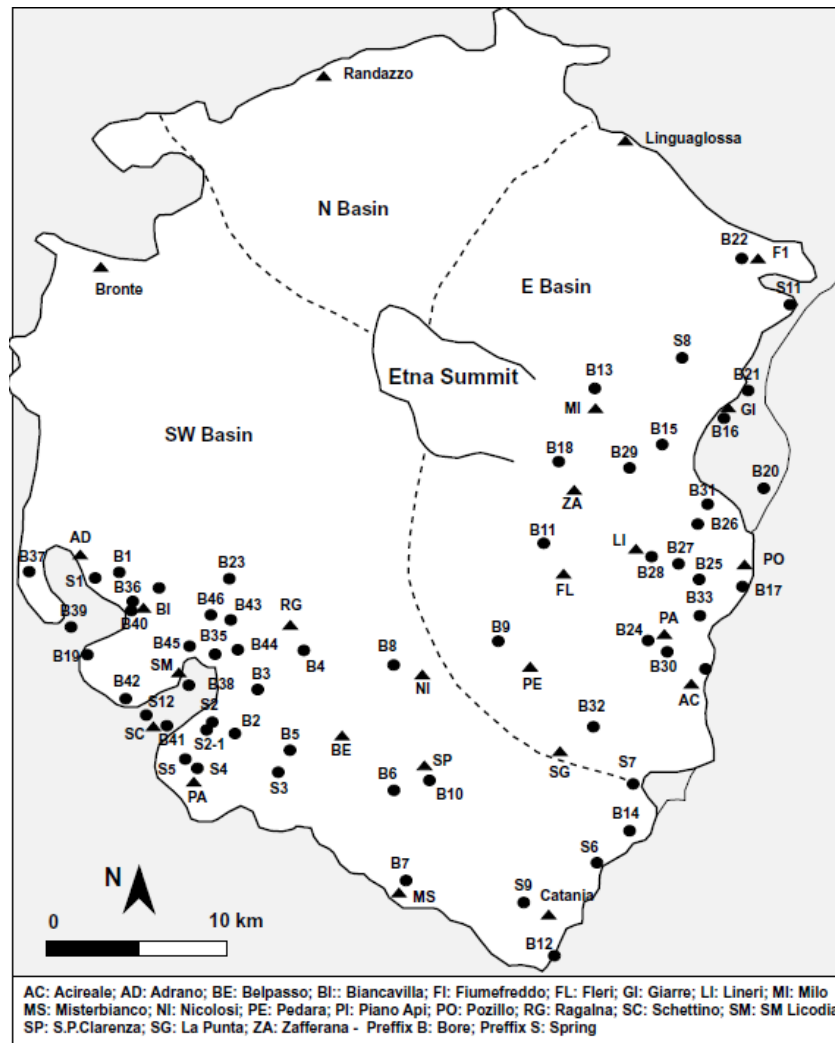 Randazzo
Linguaglossa
N Basin
B22
F1
Bronte
E Basin
S11
S8
B13
Etna Summit
B21
MI
GI
B16
SW Basin
B15
B18
B29
B20
ZA
B31
B26
AD
B11
LI
B37
B1
B23
B27
PO
S1
B28
B25
B36
FL
B17
B39
BI
B46
B43
RG
B33
B40
PA
B24
B9
B45
B35
B44
B8
B19
B4
B30
SM
B3
NI
PE
B42
B38
AC
S12
S2
B32
SC
B2
B41
S2-1
B5
BE
S5
S4
SP
SG
S7
PA
S3
B6
B10
B14
B7
S6
N
MS
S9
Catania
0 10 km
B12
AC: Acireale; AD: Adrano; BE: Belpasso; BI:: Biancavilla; FI: Fiumefreddo; FL: Fleri; GI: Giarre; LI: Lineri; MI: Milo
MS: Misterbianco; NI: Nicolosi; PE: Pedara; PI: Piano Api; PO: Pozillo; RG: Ragalna; SC: Schettino; SM: SM Licodia
SP: S.P.Clarenza; SG: La Punta; ZA: Zafferana - Preffix B: Bore; Preffix S: Spring